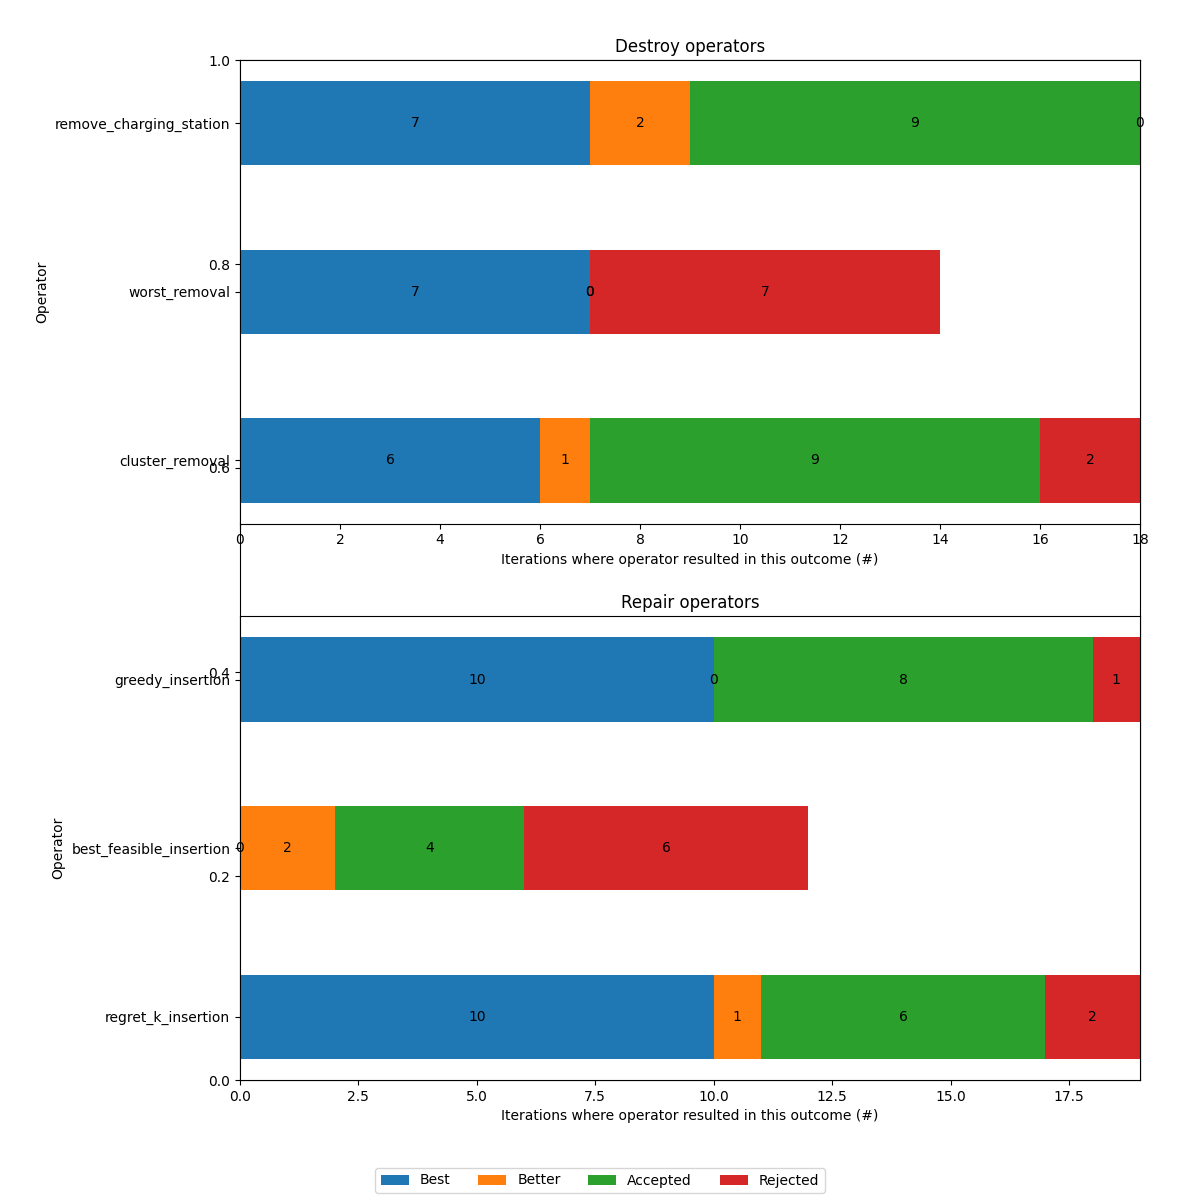 Destroy operators
1.0
remove_charging_station
7 2 9 0
0.8
worst_removal
7 0 7
Operator
cluster_removal
6 1 9 2
0.6
0 2 4 6 8 10 12 14 16 18
Iterations where operator resulted in this outcome (#)
Repair operators
0.4
greedy_insertion
10 0 8 1
Operator
best_feasible_insertion
0 2 4 6
0.2
regret_k_insertion
10 1 6 2
0.0
0.0 2.5 5.0 7.5 10.0 12.5 15.0 17.5
Iterations where operator resulted in this outcome (#)
Best Better Accepted Rejected